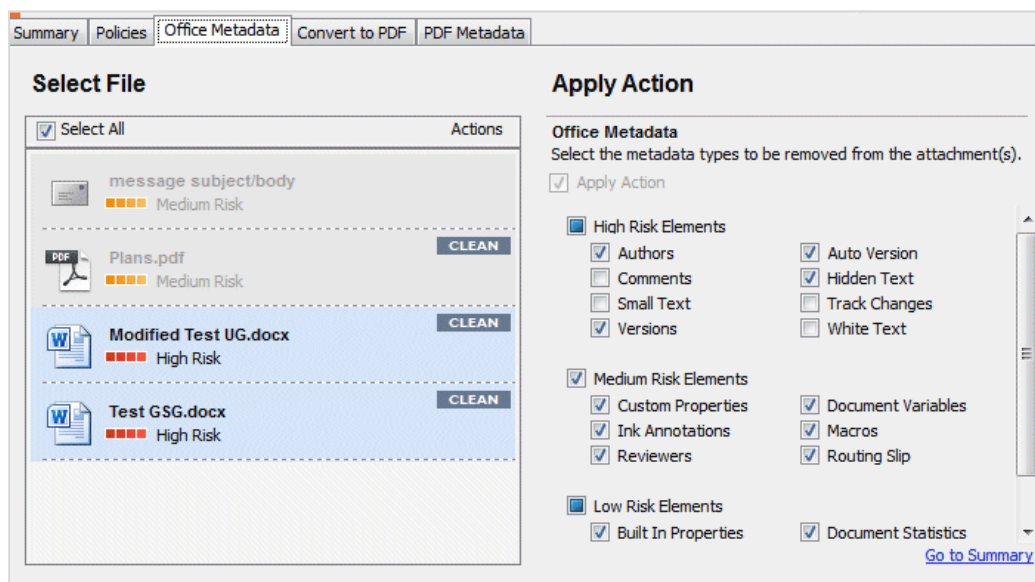 Summary Policies Office Metadata Convert to PDF PDF Metadata
Select File
Select All Actions
message subject/body
Medium Risk
CLEAN
PDF
Plans.pdf
Medium Risk
CLEAN
W
Modified Test UG.docx
High Risk
CLEAN
W
Test GSG.docx
High Risk
Apply Action
Office Metadata
Select the metadata types to be removed from the attachment(s).
Apply Action
High Risk Elements
Authors Auto Version
Comments Hidden Text
Small Text Track Changes
Versions White Text
Medium Risk Elements
Custom Properties Document Variables
Ink Annotations Macros
Reviewers Routing Slip
Low Risk Elements
Built In Properties Document Statistics
Go to Summary